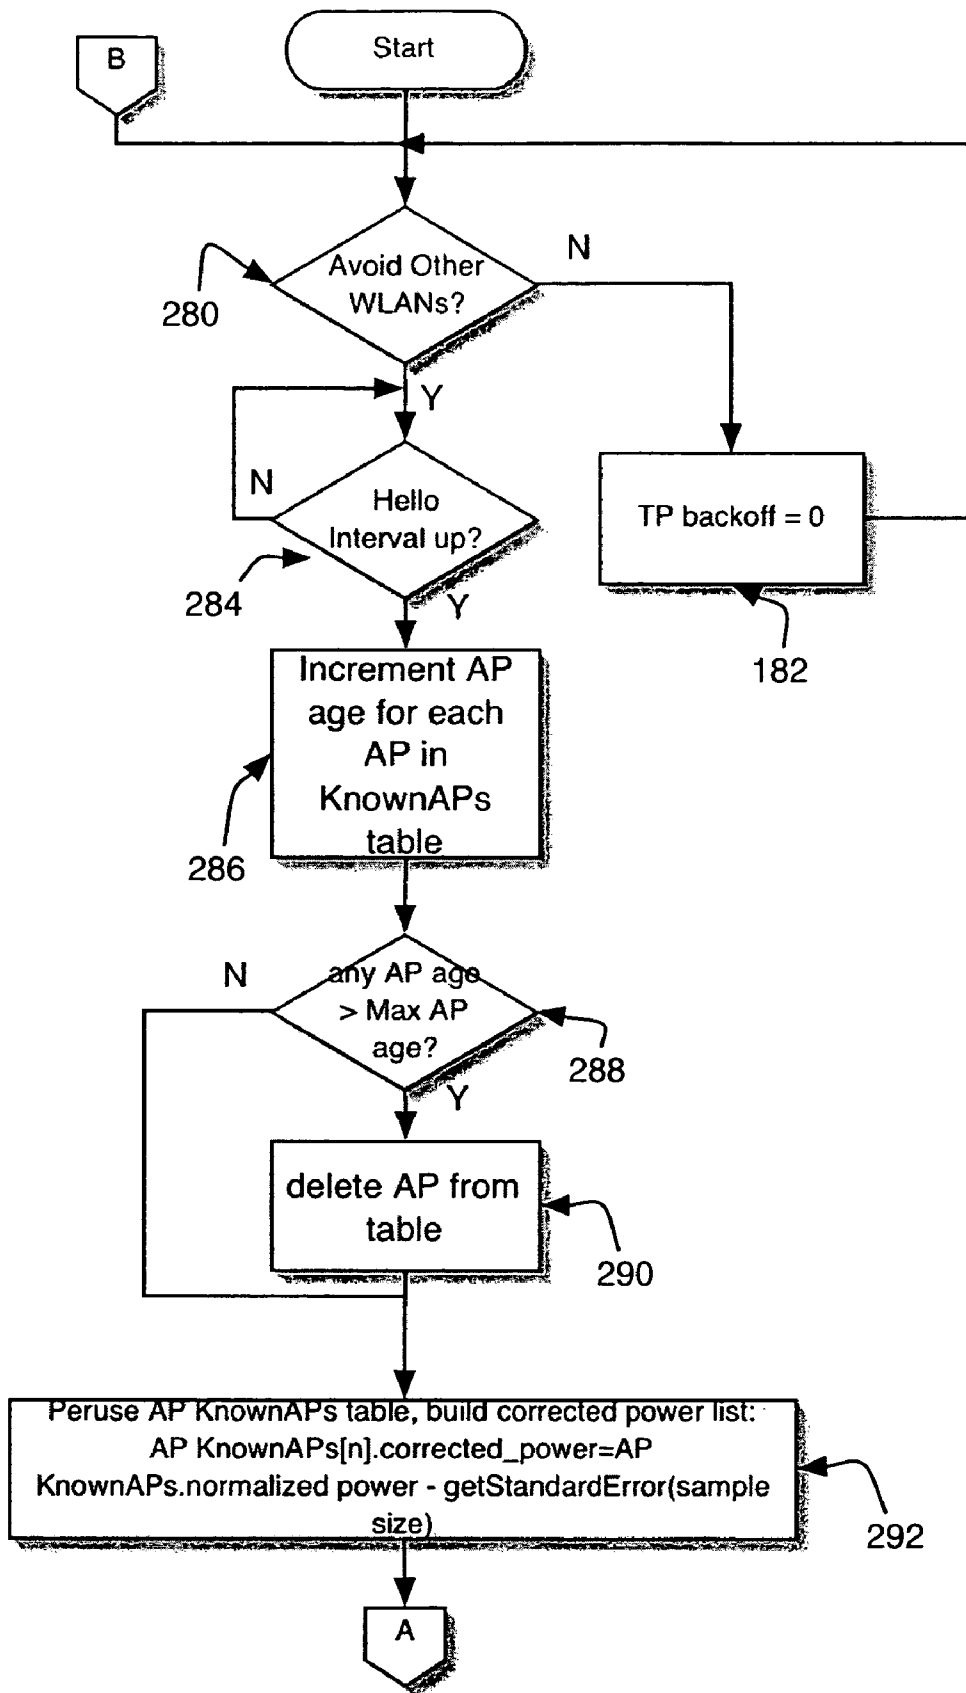 B
Start
Avoid Other
WLANs?
N
280
Y
N
Hello
Interval up?
TP backoff = 0
284
Y
182
Increment AP
age for each
AP in
KnownAPs
table
286
N
any AP age
> Max AP
age?
288
Y
delete AP from
table
290
Peruse AP KnownAPs table, build corrected power list:
AP KnownAPs[n].corrected_power=AP
KnownAPs.normalized power - getStandardError(sample
size)
292
A